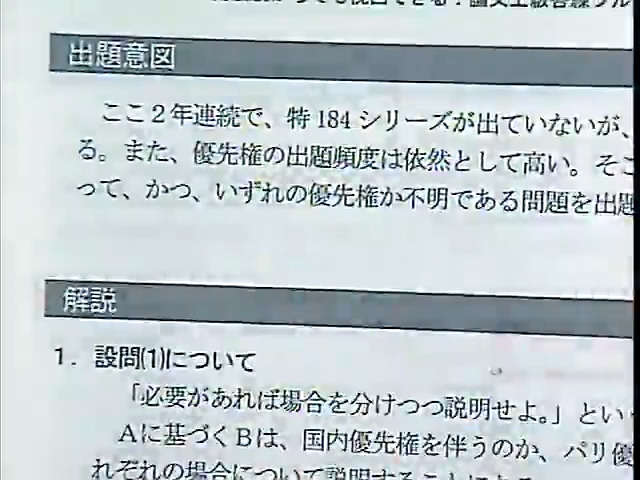 出題意図
ここ2年連続で、特184シリーズが出ていないが、
る。また、優先権の出題頻度は依然として高い。そこ
って、かつ、いずれの優先権か不明である問題を出題
解説
1. 設問(1)について
「必要があれば場合を分けつつ説明せよ。」とい
Aに基づくBは、国内優先権を伴うのか、パリ優
れぞれの場合について説明することになる